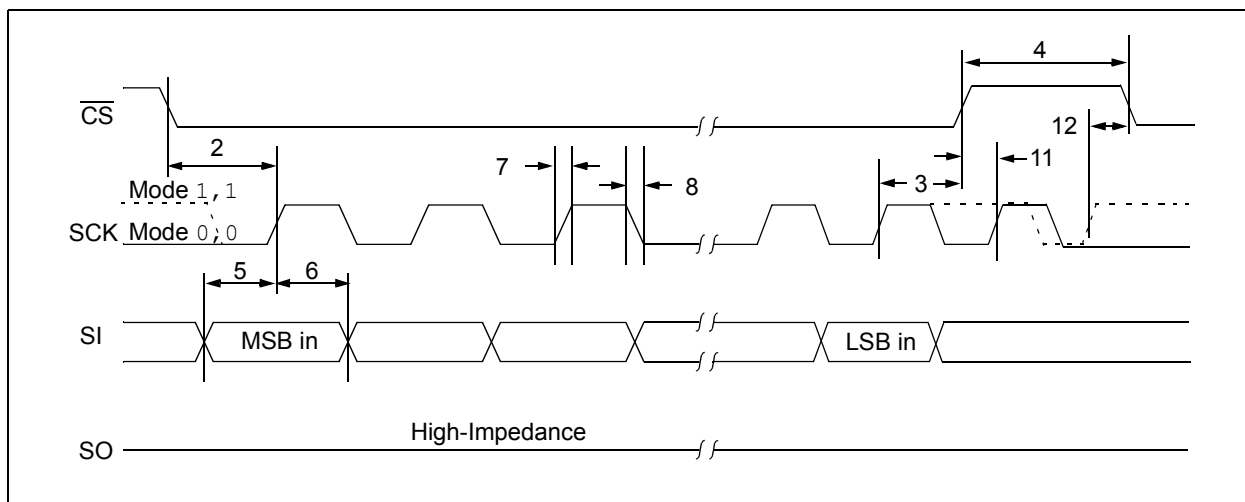 4
CS
12
2
7
11
3
8
Mode 1,1
SCK Mode 0,0
5 6
SI MSB in LSB in
High-Impedance
SO